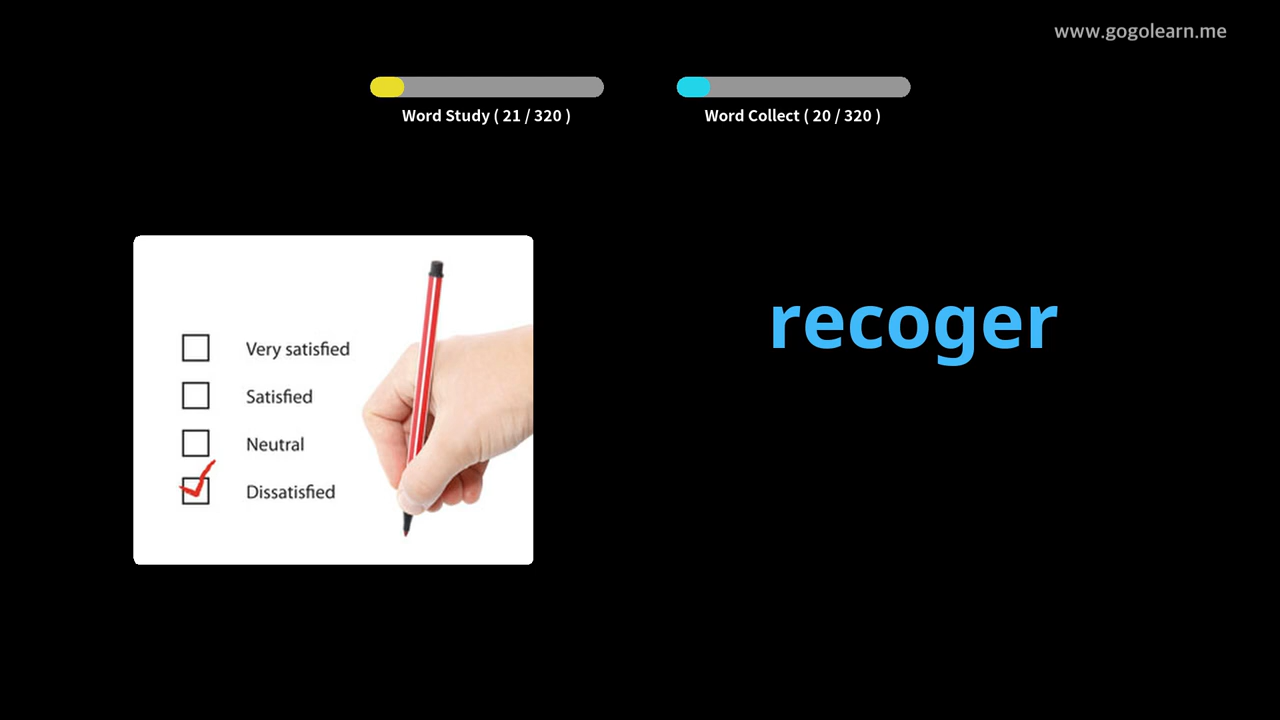 www.gogolearn.me
Word Study ( 21 / 320 )
Word Collect ( 20 / 320 )
Very satisfied
Satisfied
Neutral
Dissatisfied
recoger